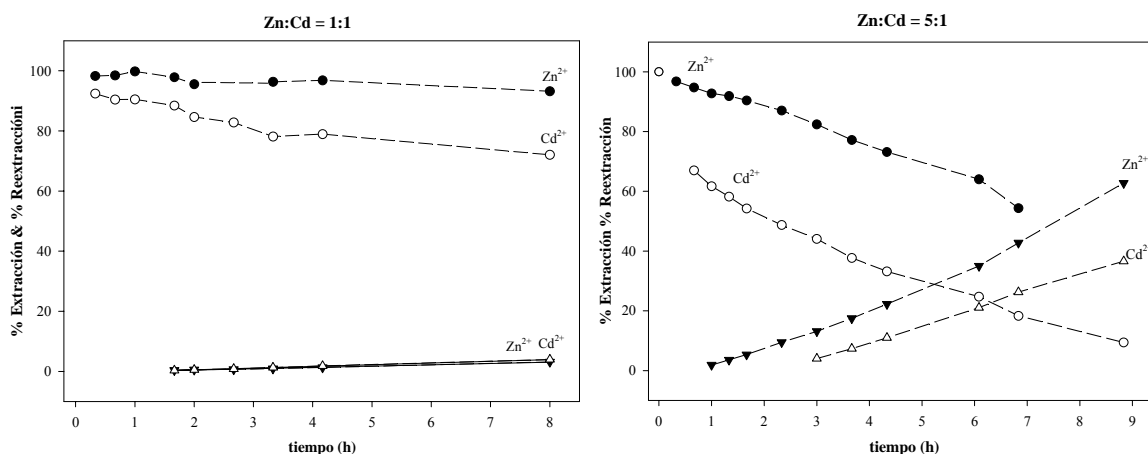 Zn:Cd = 1:1
% Extracción & % Reextraccióni
100
80
60
40
20
0
Zn2+
Cd2+
Zn2+ Cd2+
0 1 2 3 4 5 6 7 8
tiempo (h)
Zn:Cd = 5:1
% Extracción % Reextracción
100
80
60
40
20
0
Zn2+
Cd2+
Zn2+
Cd2
0 1 2 3 4 5 6 7 8 9
tiempo (h)